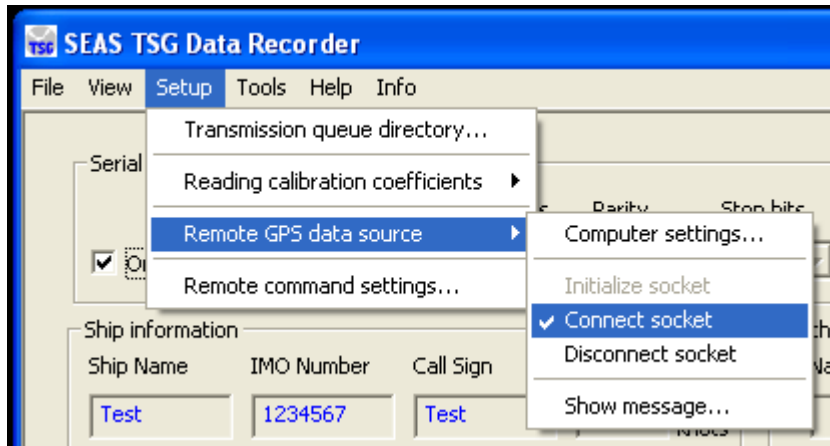 TSG SEAS TSG Data Recorder
File View Setup Tools Help Info
Transmission queue directory...
Serial
Reading calibration coefficients
Parity Stop bits
Remote GPS data source
Computer settings...
Remote command settings...
Initialize socket
Connect socket
Ship information
Disconnect socket
Ship Name IMO Number Call Sign
Show message...
Test 1234567 Test
Knots